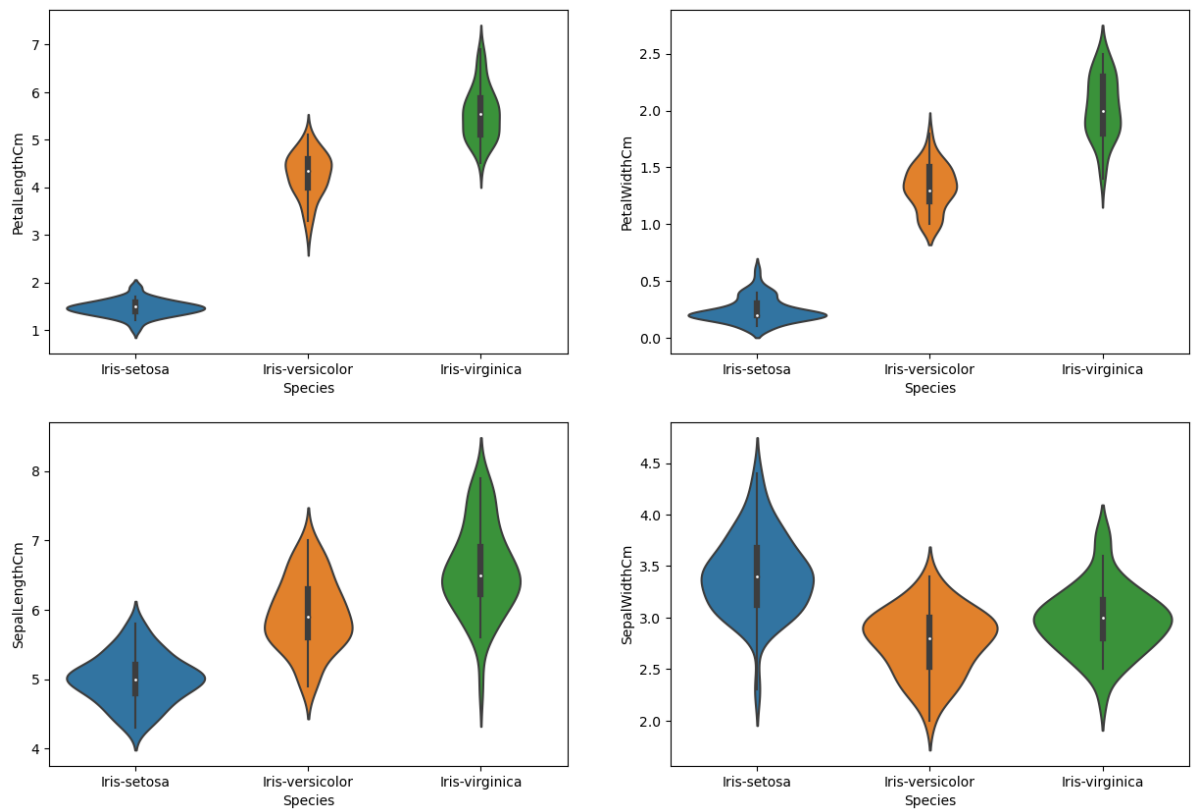 PetalLengthCm
7
6
5
4
3
2
1
Iris-setosa Iris-versicolor Iris-virginica
Species
PetalWidthCm
2.5
2.0
1.5
1.0
0.5
0.0
Iris-setosa Iris-versicolor Iris-virginica
Species
SepalLengthCm
8
7
6
5
4
Iris-setosa Iris-versicolor Iris-virginica
Species
SepalWidthCm
4.5
4.0
3.5
3.0
2.5
2.0
Iris-setosa Iris-versicolor Iris-virginica
Species